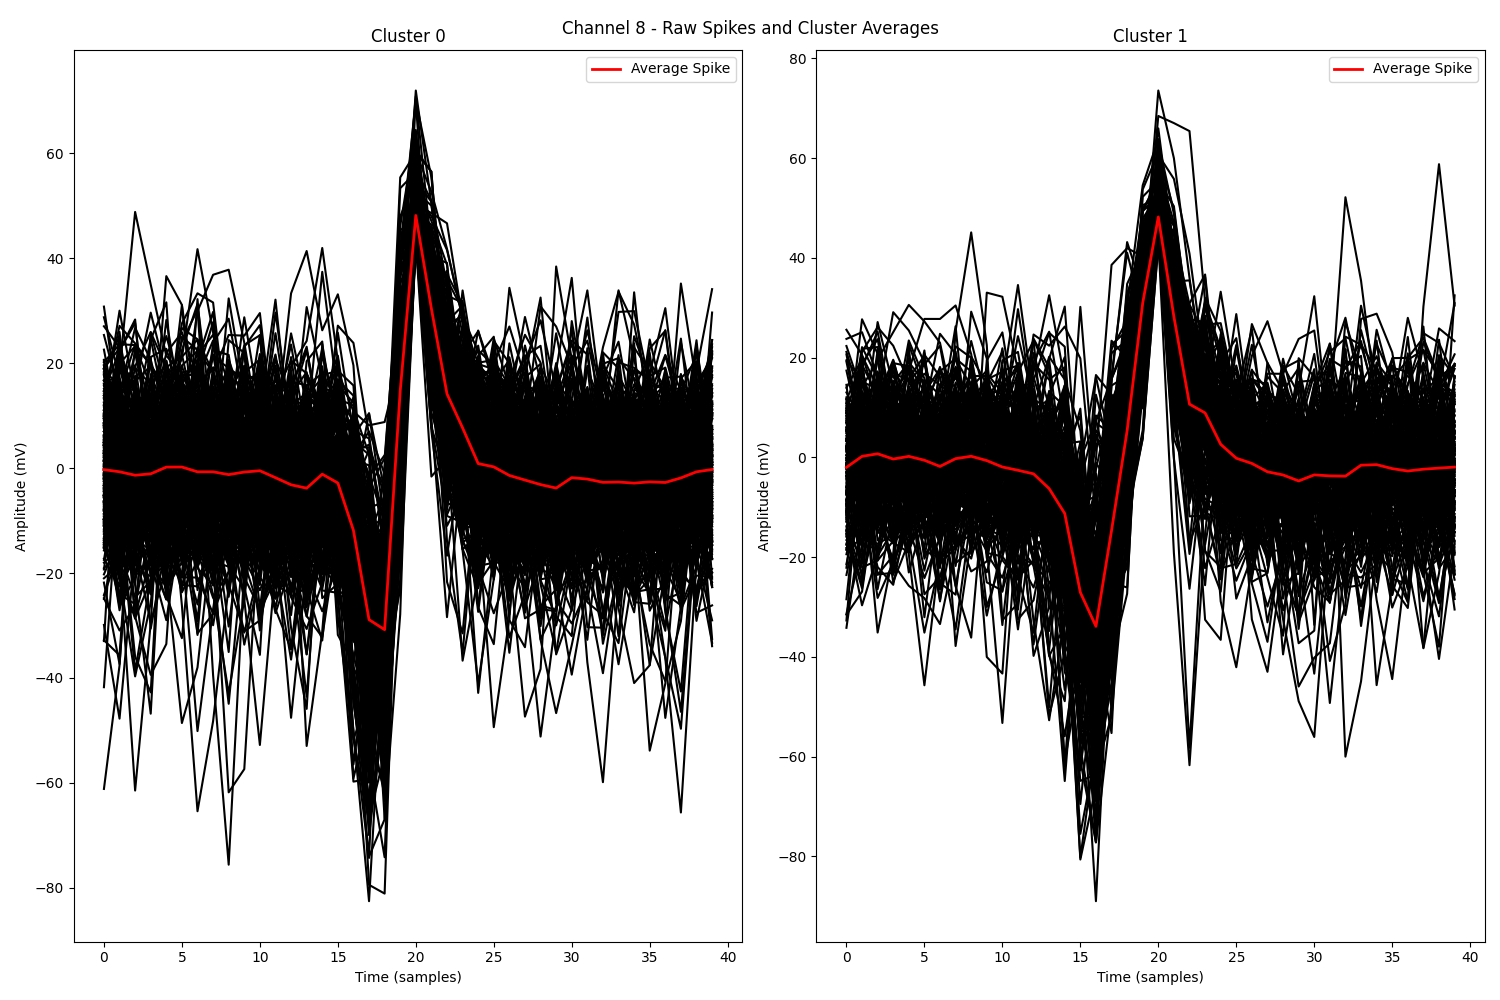 Channel 8 - Raw Spikes and Cluster Averages
Cluster 0
Average Spike
60
40
20
0
−20
−40
−60
−80
Amplitude (mV)
0 5 10 15 20 25 30 35 40
Time (samples)
Cluster 1
Average Spike
80
60
40
20
0
−20
−40
−60
−80
Amplitude (mV)
0 5 10 15 20 25 30 35 40
Time (samples)